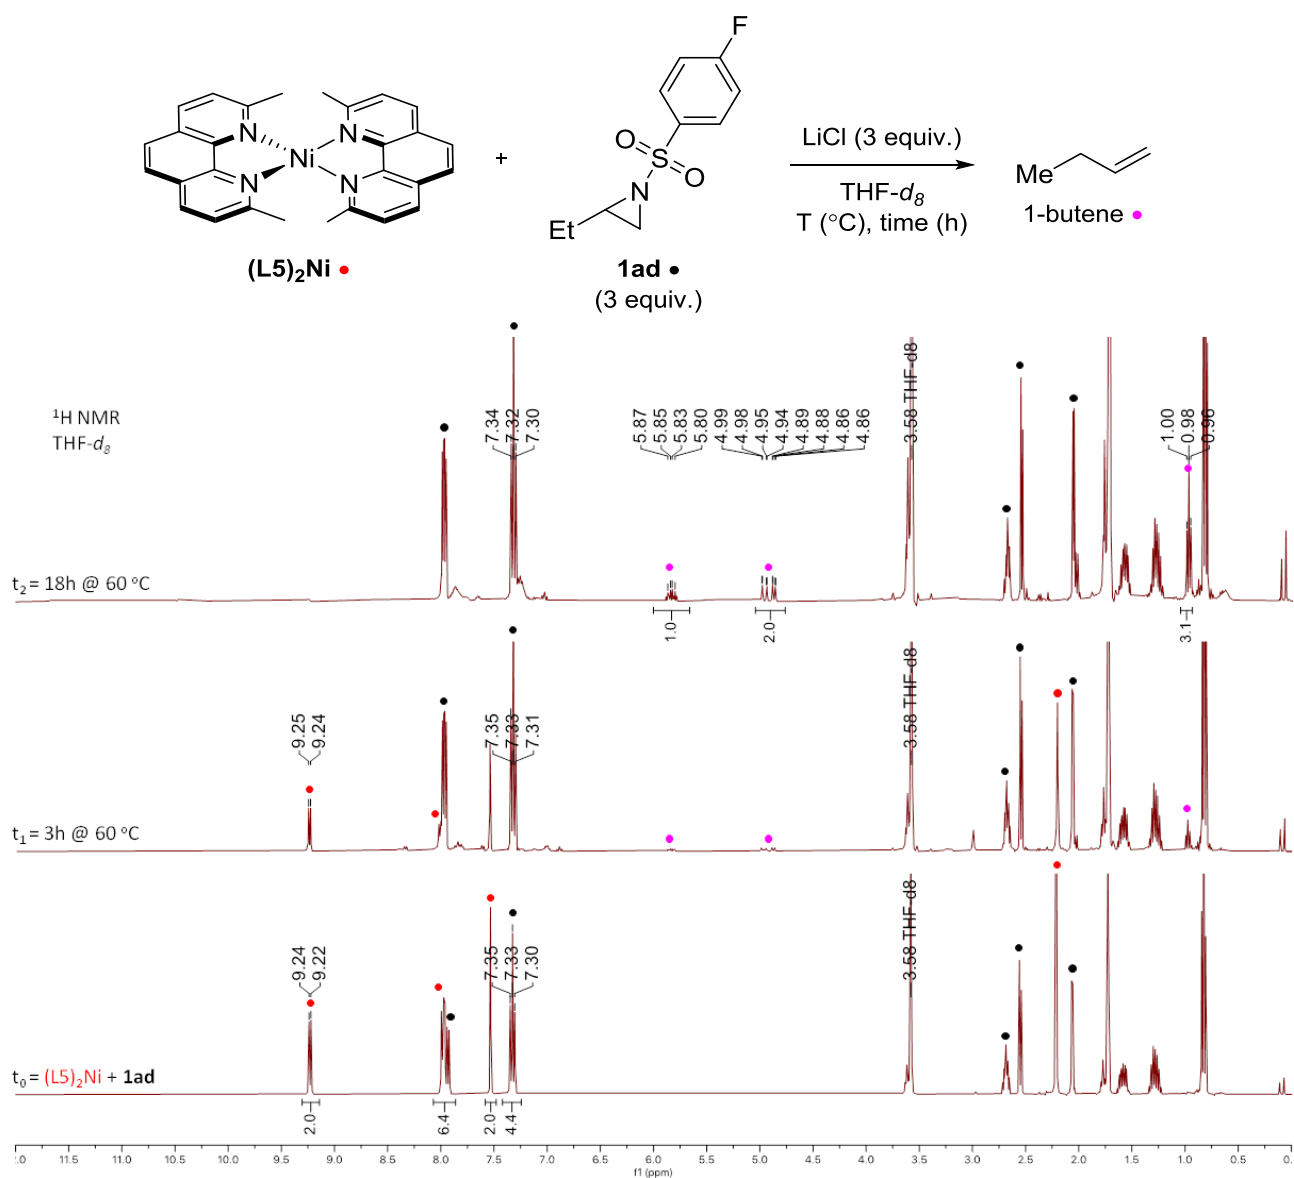 F
O
S
O
N
N
N
Ni
N
N
+
Et
LiCl (3 equiv.)
THF-d₈
T (°C), time (h)
Me
1-butene
(L5)₂Ni
1ad
(3 equiv.)
¹H NMR
THF-d₈
7.34
7.32
7.30
5.87
5.85
5.83
5.80
4.99
4.98
4.95
4.94
4.89
4.88
4.86
4.86
3.58 THF-d8
1.00
0.98
0.96
t₂ = 18h @ 60 °C
1.0
2.0
3.1
9.25
9.24
7.35
7.33
7.31
3.58 THF-d8
t₁ = 3h @ 60 °C
9.24
9.22
7.35
7.33
7.30
3.58 THF-d8
t₀ = (L5)₂Ni + 1ad
2.0
6.4
2.0
4.4
.0 11.5 11.0 10.5 10.0 9.5 9.0 8.5 8.0 7.5 7.0 6.5 6.0 5.5 5.0 4.5 4.0 3.5 3.0 2.5 2.0 1.5 1.0 0.5 0.
f1 (ppm)